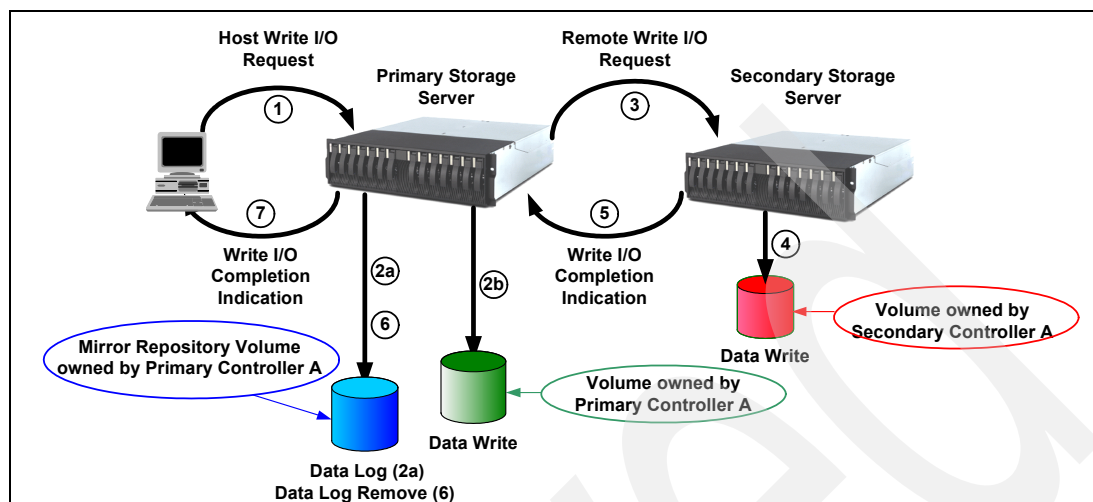 Host Write I/O
Request
1
Primary Storage
Server
Remote Write I/O
Request
3
Secondary Storage
Server
7
Write I/O
Completion
Indication
2a
6
2b
5
Write I/O
Completion
Indication
4
Mirror Repository Volume
owned by Primary Controller A
Data Log (2a)
Data Log Remove (6)
Data Write
Volume owned by
Primary Controller A
Data Write
Volume owned by
Secondary Controller A